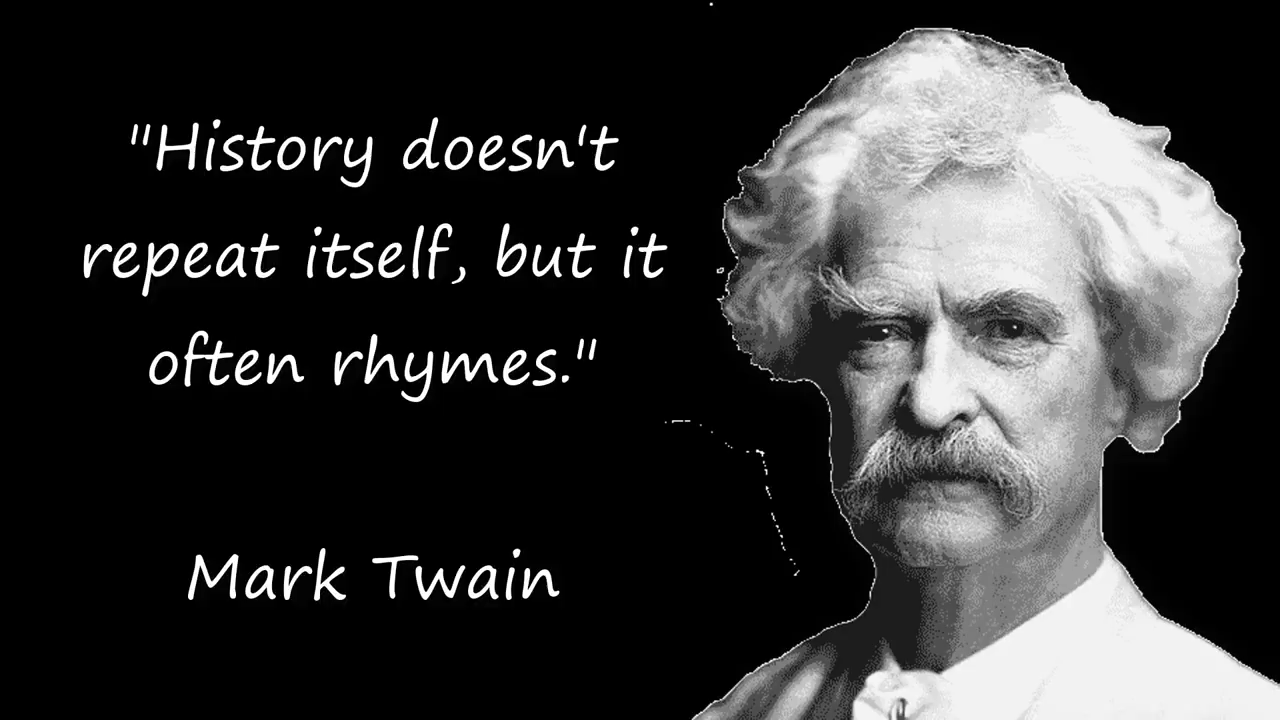 "History doesn't
repeat itself, but it
often rhymes."
Mark Twain